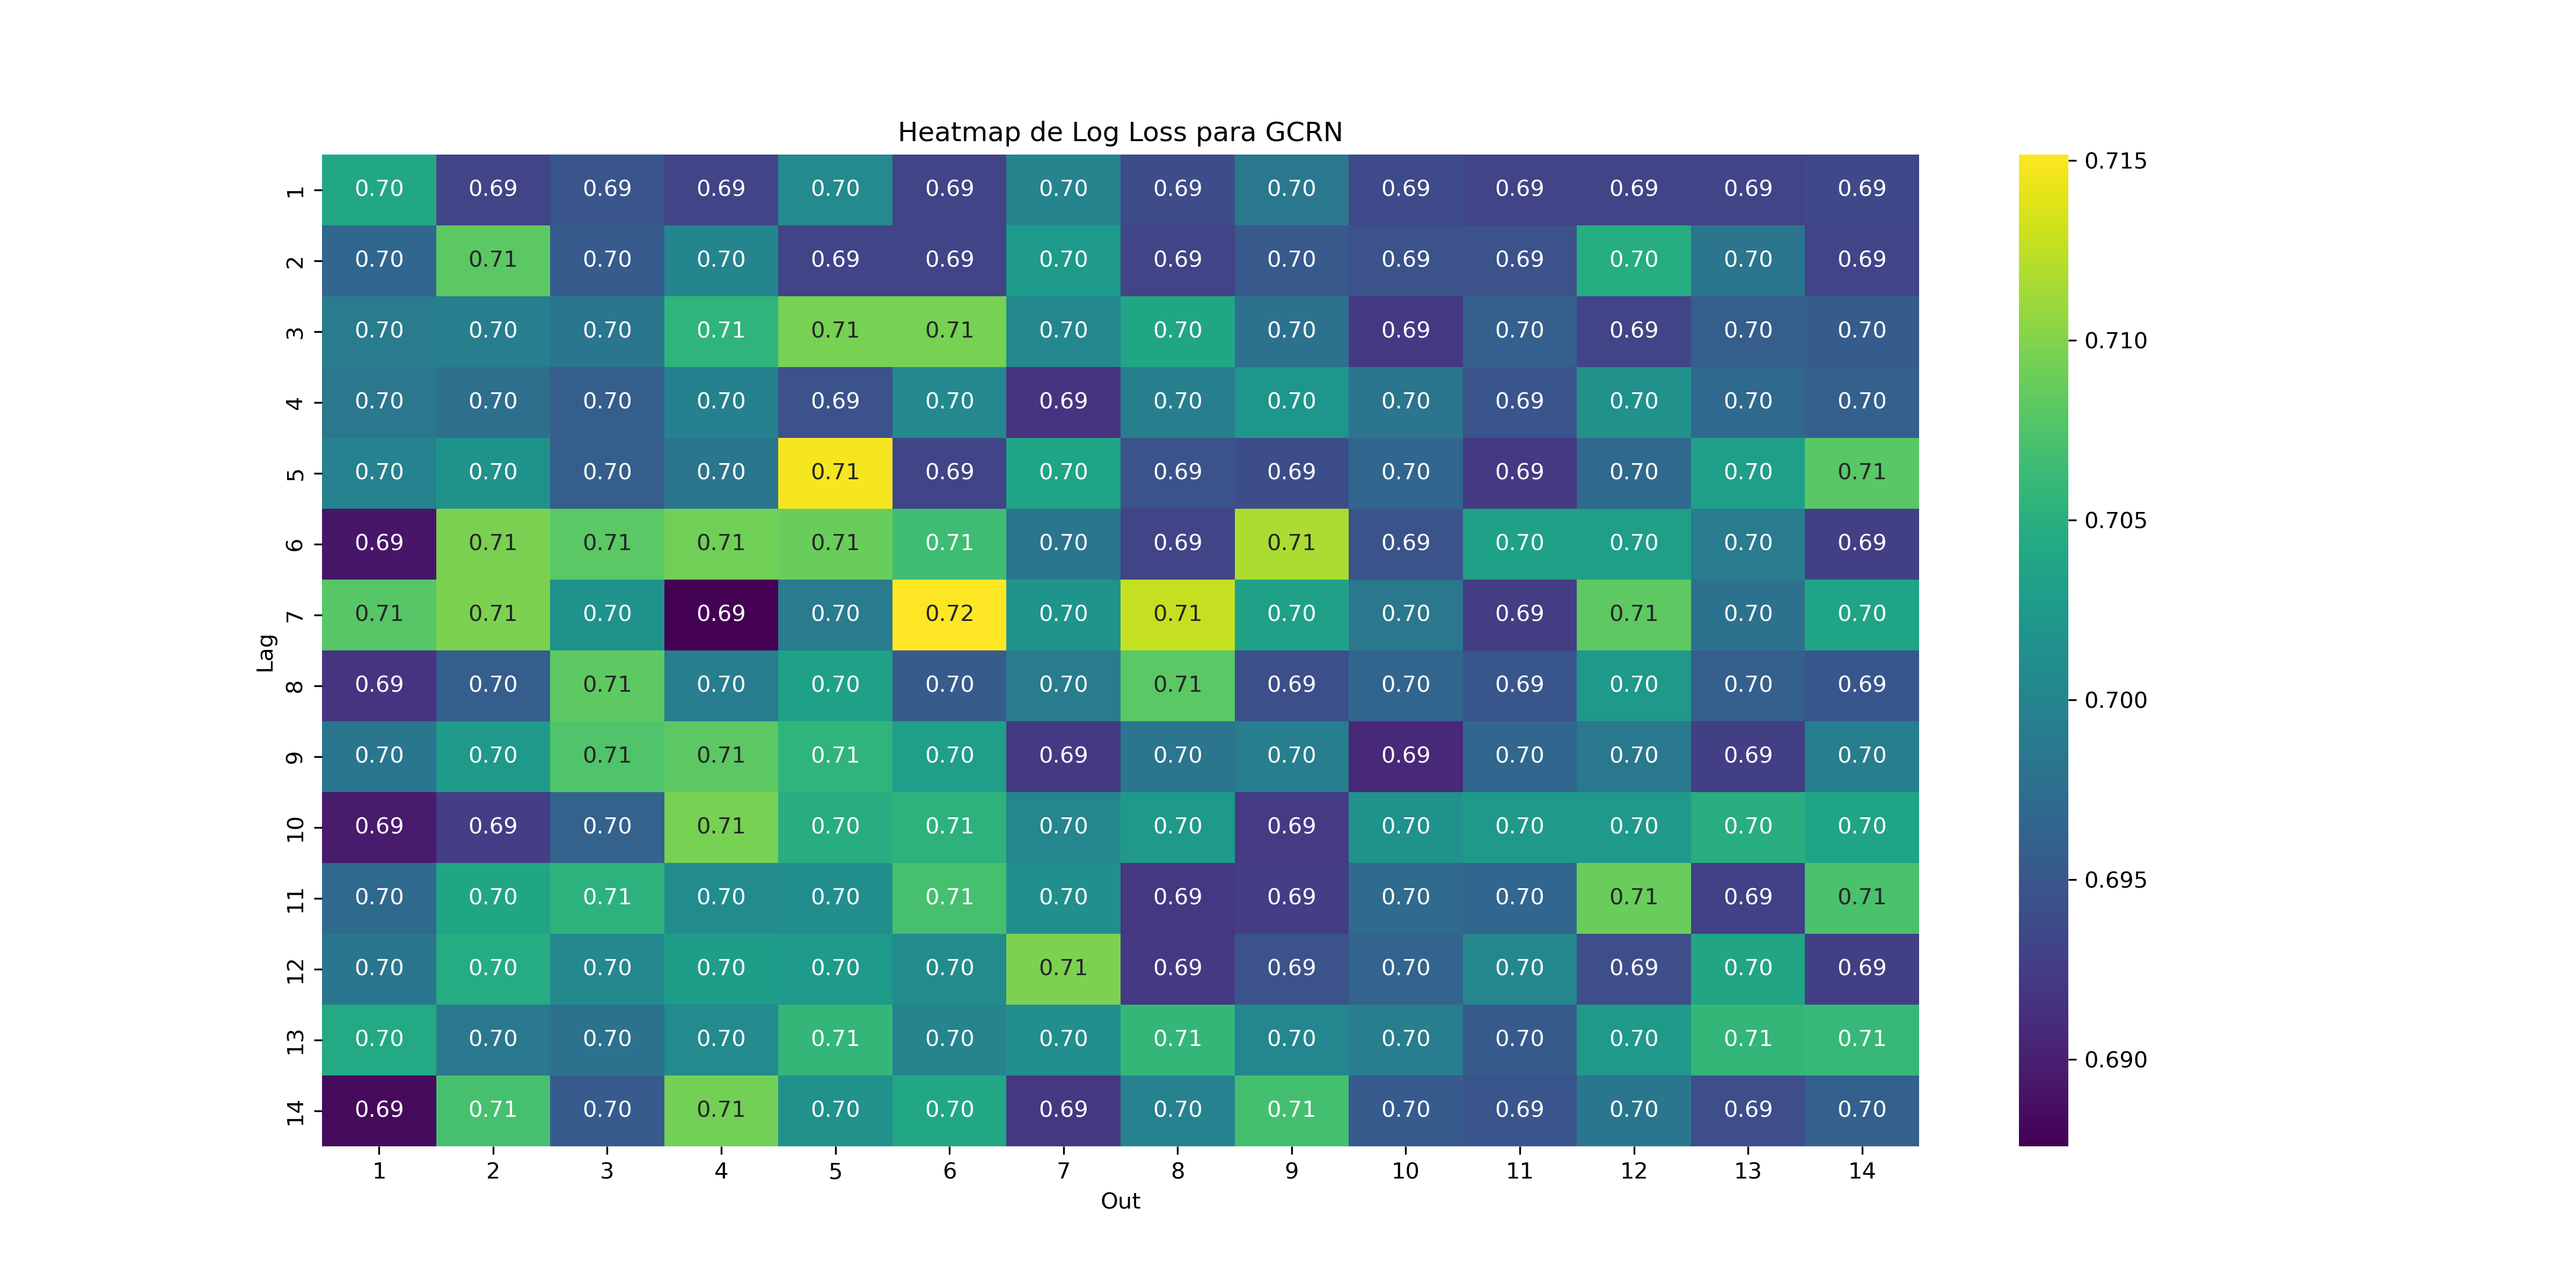 Heatmap de Log Loss para GCRN
1 0.70 0.69 0.69 0.69 0.70 0.69 0.70 0.69 0.70 0.69 0.69 0.69 0.69 0.69
2 0.70 0.71 0.70 0.70 0.69 0.69 0.70 0.69 0.70 0.69 0.69 0.70 0.70 0.69
3 0.70 0.70 0.70 0.71 0.71 0.71 0.70 0.70 0.70 0.69 0.70 0.69 0.70 0.70
4 0.70 0.70 0.70 0.70 0.69 0.70 0.69 0.70 0.70 0.70 0.69 0.70 0.70 0.70
5 0.70 0.70 0.70 0.70 0.71 0.69 0.70 0.69 0.69 0.70 0.69 0.70 0.70 0.71
6 0.69 0.71 0.71 0.71 0.71 0.71 0.70 0.69 0.71 0.69 0.70 0.70 0.70 0.69
7 0.71 0.71 0.70 0.69 0.70 0.72 0.70 0.71 0.70 0.70 0.69 0.71 0.70 0.70
8 0.69 0.70 0.71 0.70 0.70 0.70 0.70 0.71 0.69 0.70 0.69 0.70 0.70 0.69
9 0.70 0.70 0.71 0.71 0.71 0.70 0.69 0.70 0.70 0.69 0.70 0.70 0.69 0.70
10 0.69 0.69 0.70 0.71 0.70 0.71 0.70 0.70 0.69 0.70 0.70 0.70 0.70 0.70
11 0.70 0.70 0.71 0.70 0.70 0.71 0.70 0.69 0.69 0.70 0.70 0.71 0.69 0.71
12 0.70 0.70 0.70 0.70 0.70 0.70 0.71 0.69 0.69 0.70 0.70 0.69 0.70 0.69
13 0.70 0.70 0.70 0.70 0.71 0.70 0.70 0.71 0.70 0.70 0.70 0.70 0.71 0.71
14 0.69 0.71 0.70 0.71 0.70 0.70 0.69 0.70 0.71 0.70 0.69 0.70 0.69 0.70
1 2 3 4 5 6 7 8 9 10 11 12 13 14
Out
Lag
0.715
0.710
0.705
0.700
0.695
0.690